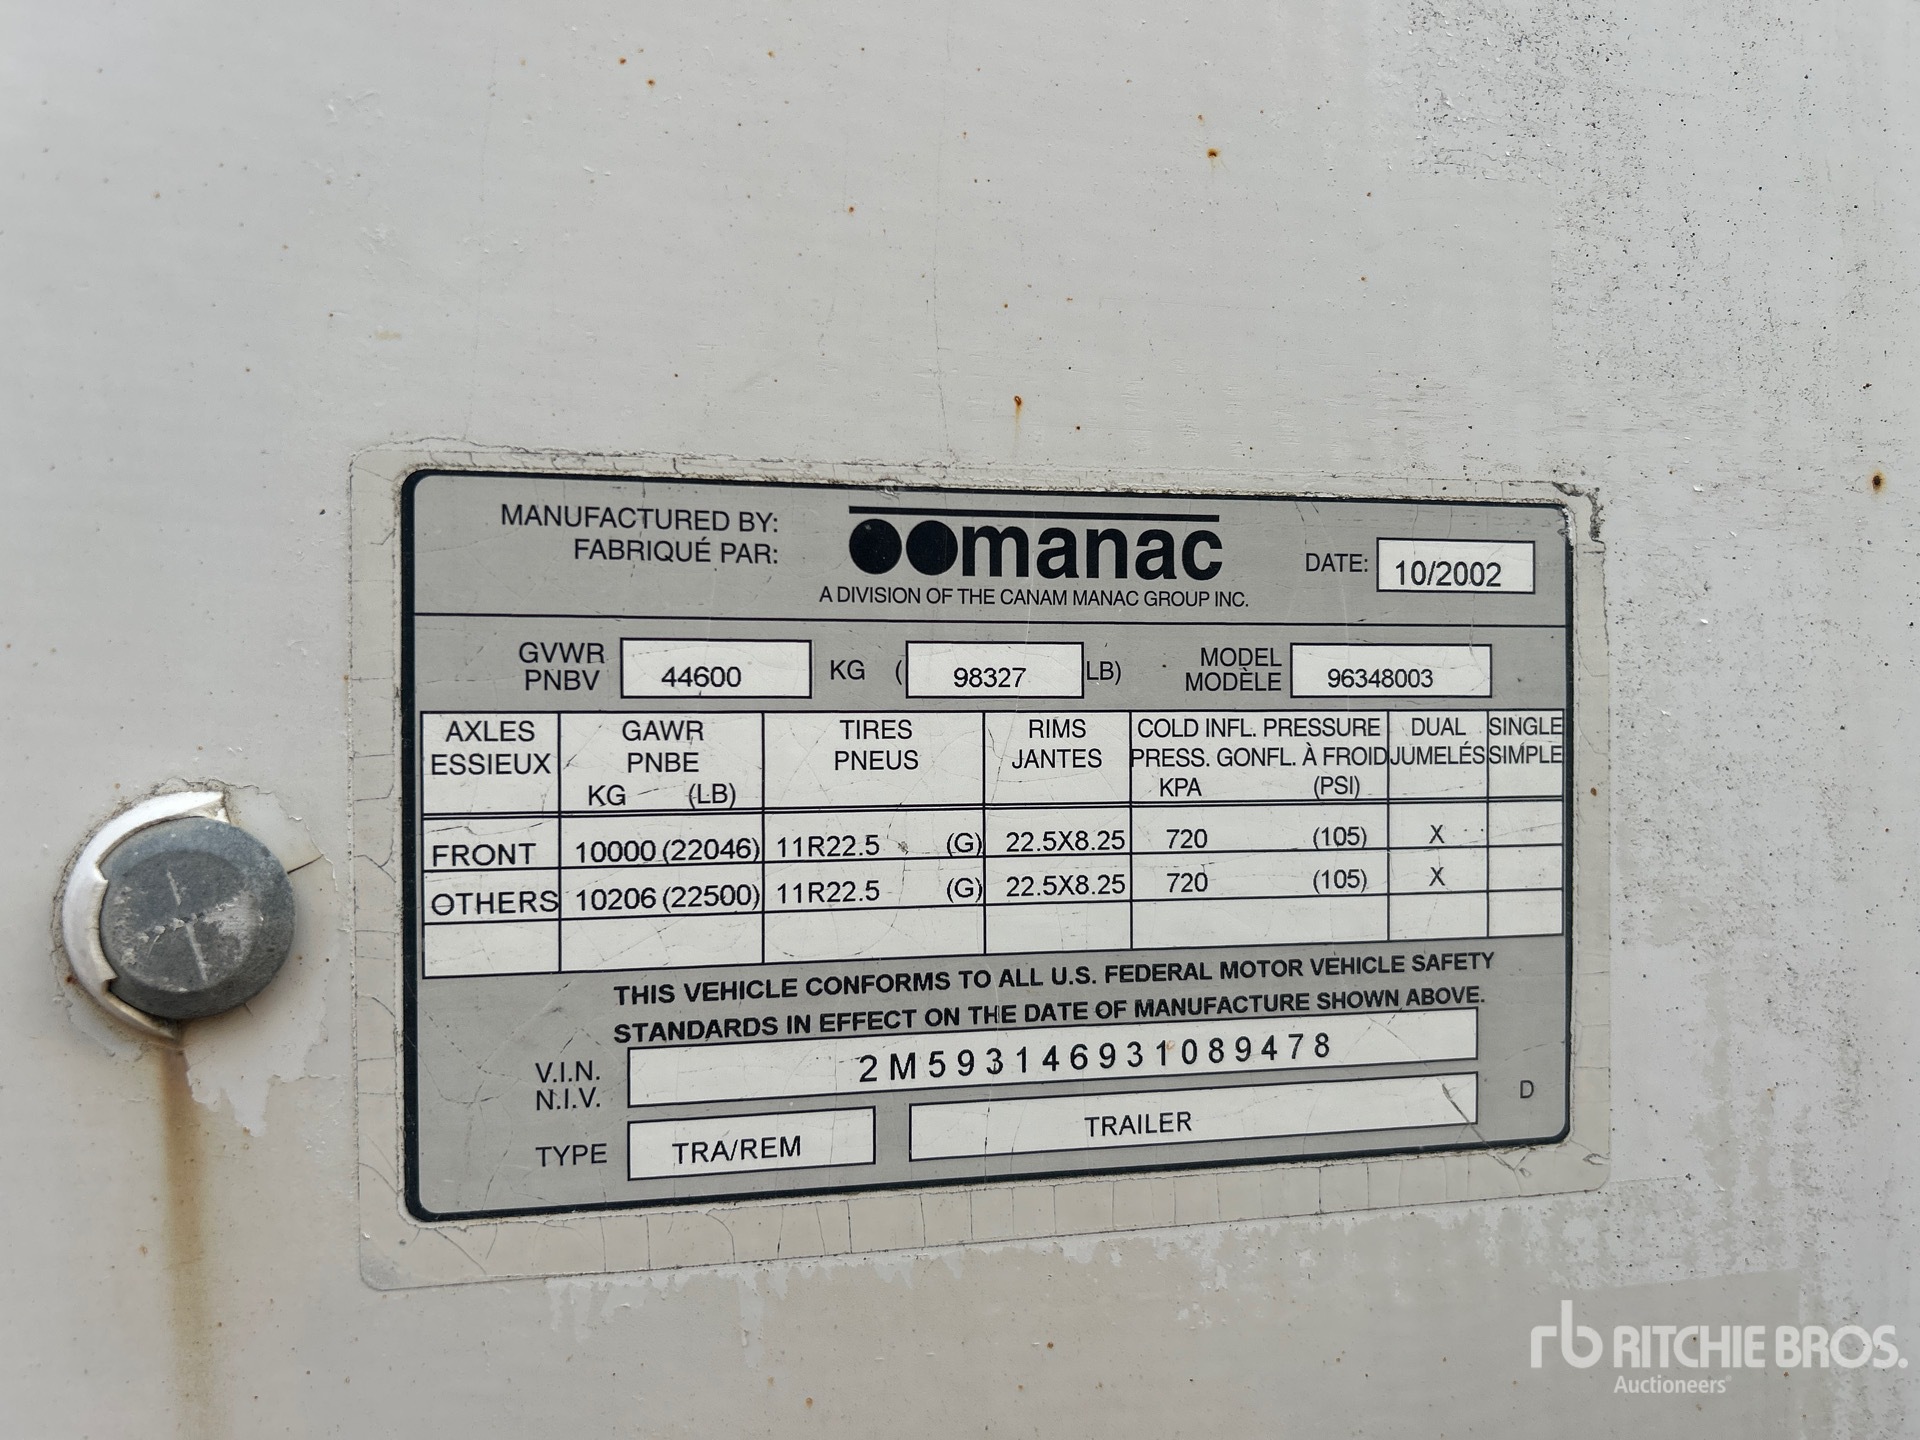 MANUFACTURED BY:
FABRIQUÉ PAR:
manac
A DIVISION OF THE CANAM MANAC GROUP INC.
DATE: 10/2002
GVWR
PNBV
44600 KG ( 98327 LB)
MODEL
MODÈLE
96348003
AXLES GAWR TIRES RIMS COLD INFL. PRESSURE DUAL SINGLE
ESSIEUX PNBE PNEUS JANTES PRESS. GONFL. À FROID JUMELÉS SIMPLE
KG (LB) KPA (PSI)
FRONT 10000 (22046) 11R22.5 (G) 22.5X8.25 720 (105) X
OTHERS 10206 (22500) 11R22.5 (G) 22.5X8.25 720 (105) X
THIS VEHICLE CONFORMS TO ALL U.S. FEDERAL MOTOR VEHICLE SAFETY
STANDARDS IN EFFECT ON THE DATE OF MANUFACTURE SHOWN ABOVE.
V.I.N.
N.I.V.
2M593146931089478
D
TYPE TRA/REM TRAILER
rb RITCHIE BROS.
Auctioneers